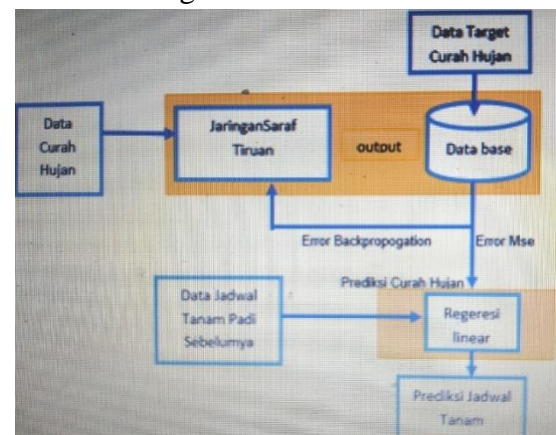 Data Target
Curah Hujan
Data
Curah
Hujan
JaringanSaraf
Tiruan
output
Data base
Error Backpropogation
Error Mse
Prediksi Curah Hujan
Data Jadwal
Tanam Padi
Sebelumya
Regeresi
linear
Prediksi Jadwal
Tanam